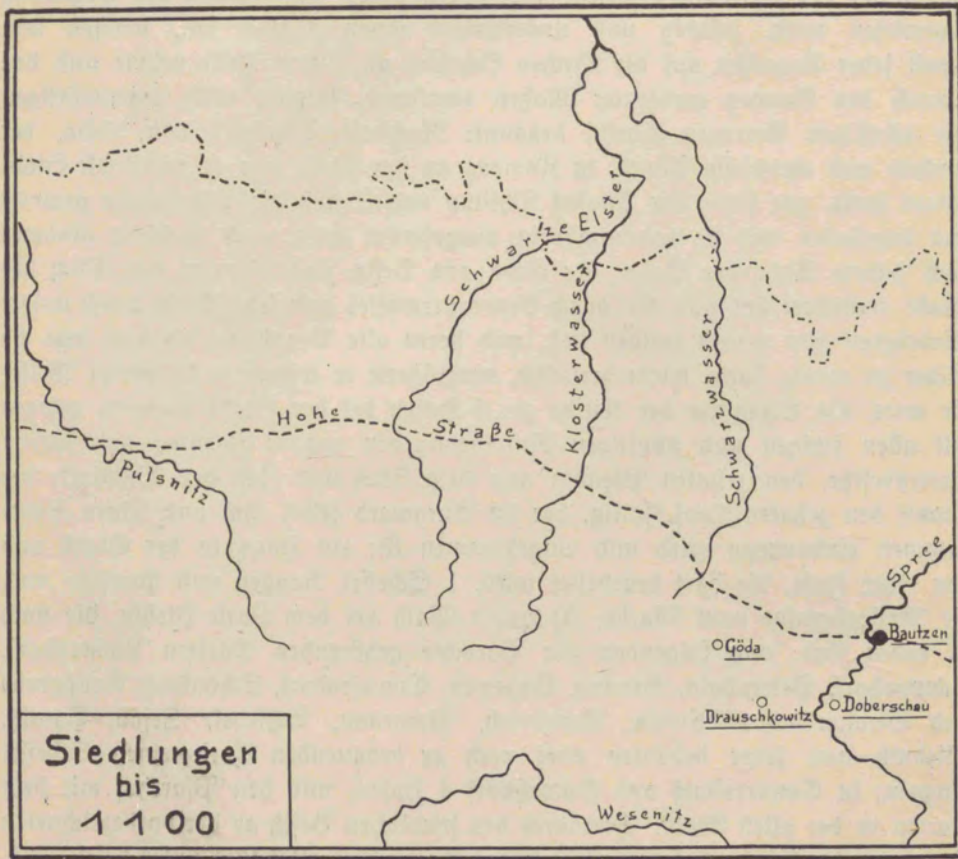 Schwarze Elster
Klosterwasser
Schwarzwasser
Hohe Straße
Pulsnitz
Spree
Bautzen
Göda
Drauschkowitz
Doberschau
Siedlungen
bis
1100
Wesenitz